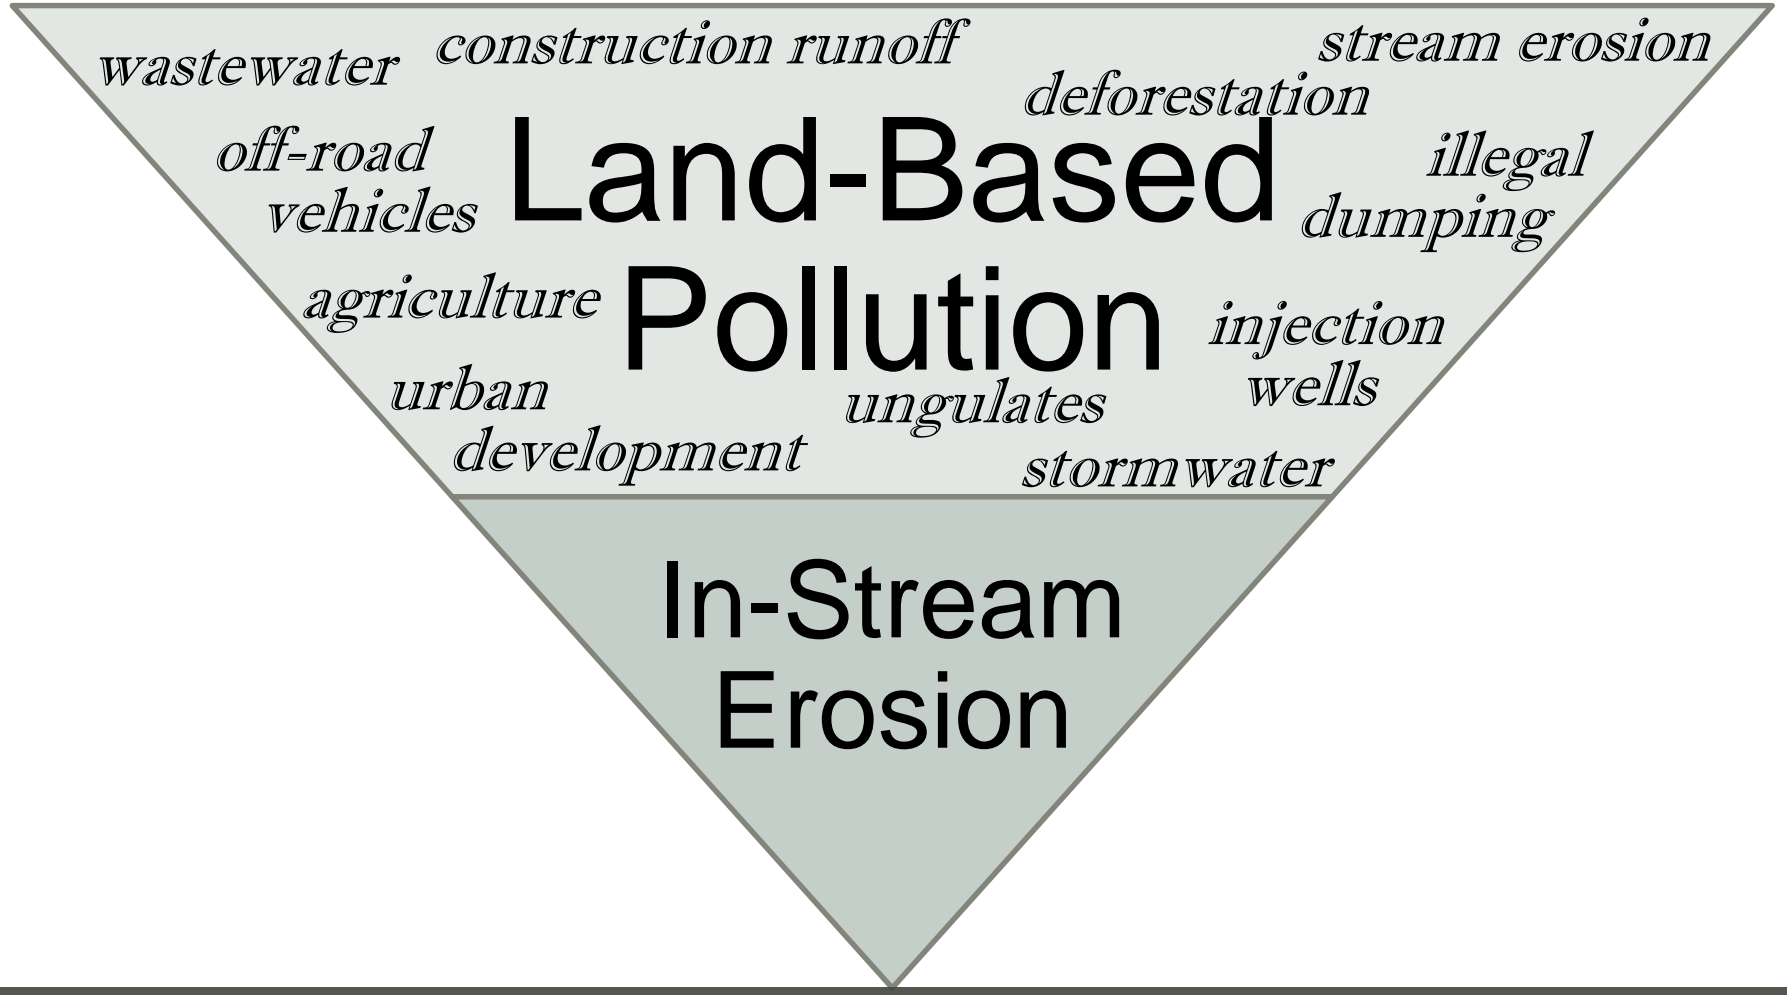 wastewater
construction runoff
stream erosion
deforestation
off-road
vehicles
Land-Based
Pollution
illegal
dumping
agriculture
injection
wells
urban
development
ungulates
stormwater
In-Stream
Erosion